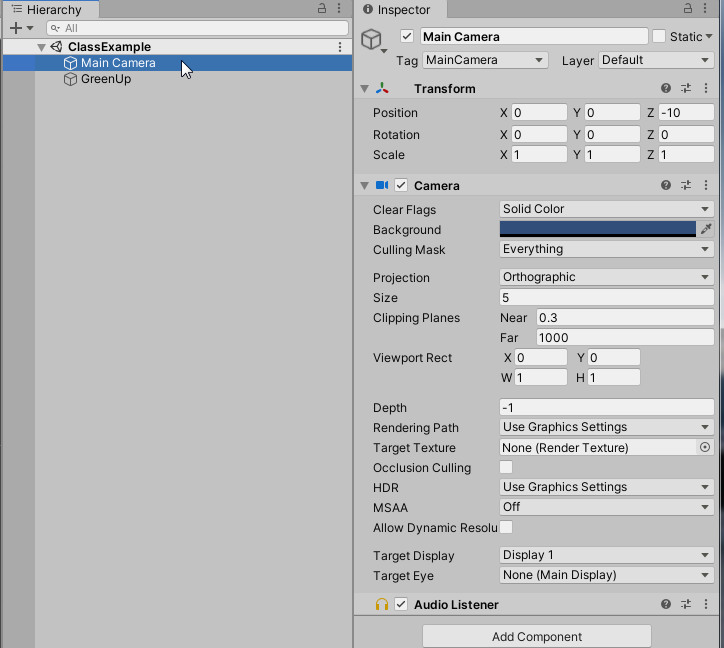 Hierarchy
All
ClassExample
Main Camera
GreenUp
Inspector
Main Camera
Static
Tag MainCamera Layer Default
Transform
Position X 0 Y 0 Z -10
Rotation X 0 Y 0 Z 0
Scale X 1 Y 1 Z 1
Camera
Clear Flags Solid Color
Background
Culling Mask Everything
Projection Orthographic
Size 5
Clipping Planes Near 0.3
Far 1000
Viewport Rect X 0 Y 0
W 1 H 1
Depth -1
Rendering Path Use Graphics Settings
Target Texture None (Render Texture)
Occlusion Culling
HDR Use Graphics Settings
MSAA Off
Allow Dynamic Resolu
Target Display Display 1
Target Eye None (Main Display)
Audio Listener
Add Component